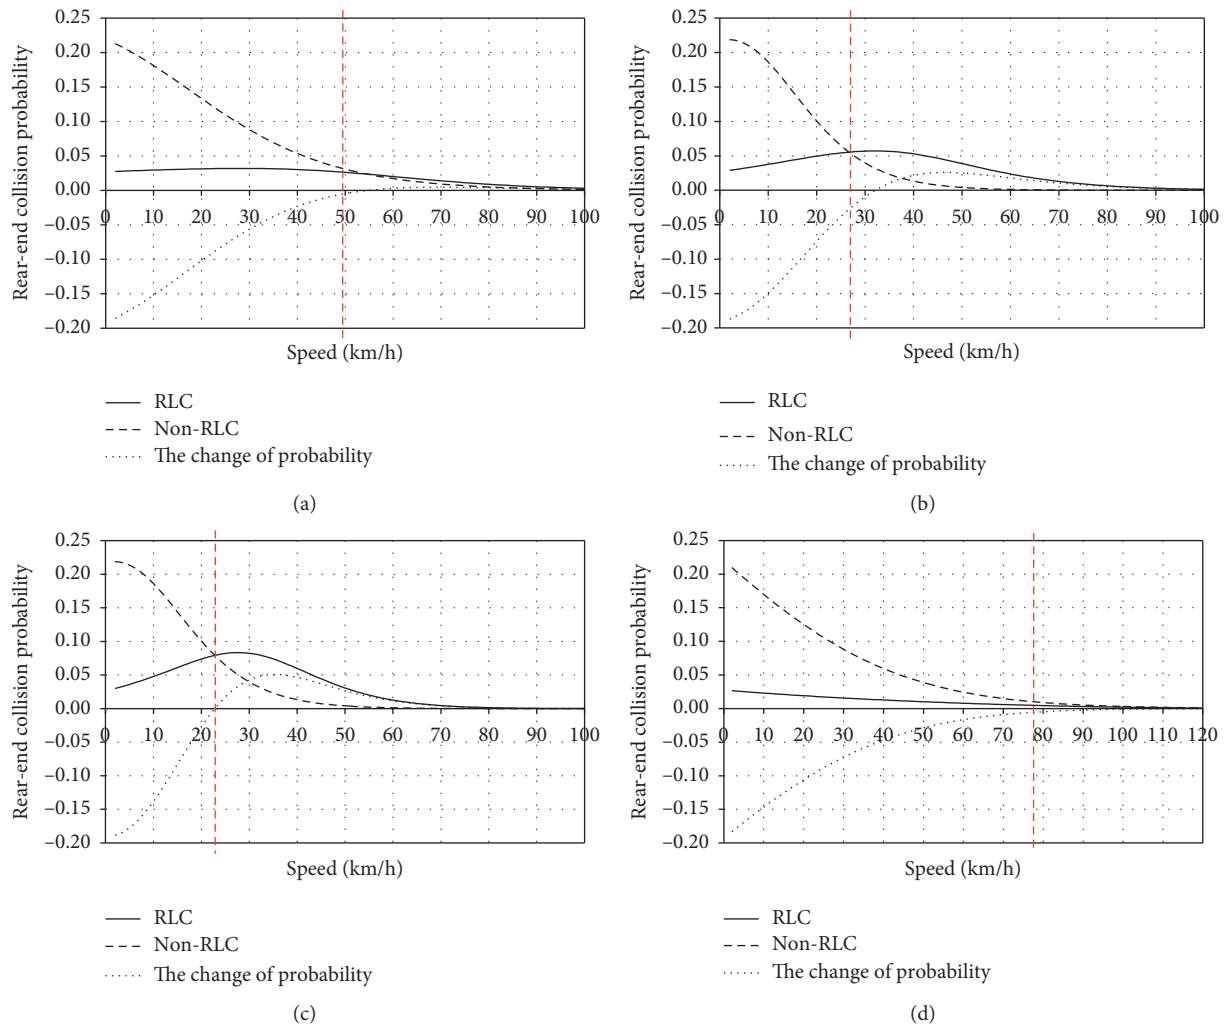 Rear-end collision probability
0.25
0.20
0.15
0.10
0.05
0.00
−0.05
−0.10
−0.15
−0.20
0 10 20 30 40 50 60 70 80 90 100
Speed (km/h)
RLC
Non-RLC
The change of probability
(a)
Rear-end collision probability
0.25
0.20
0.15
0.10
0.05
0.00
−0.05
−0.10
−0.15
−0.20
0 10 20 30 40 50 60 70 80 90 100
Speed (km/h)
RLC
Non-RLC
The change of probability
(b)
Rear-end collision probability
0.25
0.20
0.15
0.10
0.05
0.00
−0.05
−0.10
−0.15
−0.20
0 10 20 30 40 50 60 70 80 90 100
Speed (km/h)
RLC
Non-RLC
The change of probability
(c)
Rear-end collision probability
0.25
0.20
0.15
0.10
0.05
0.00
−0.05
−0.10
−0.15
−0.20
0 10 20 30 40 50 60 70 80 90 100 110 120
Speed (km/h)
RLC
Non-RLC
The change of probability
(d)